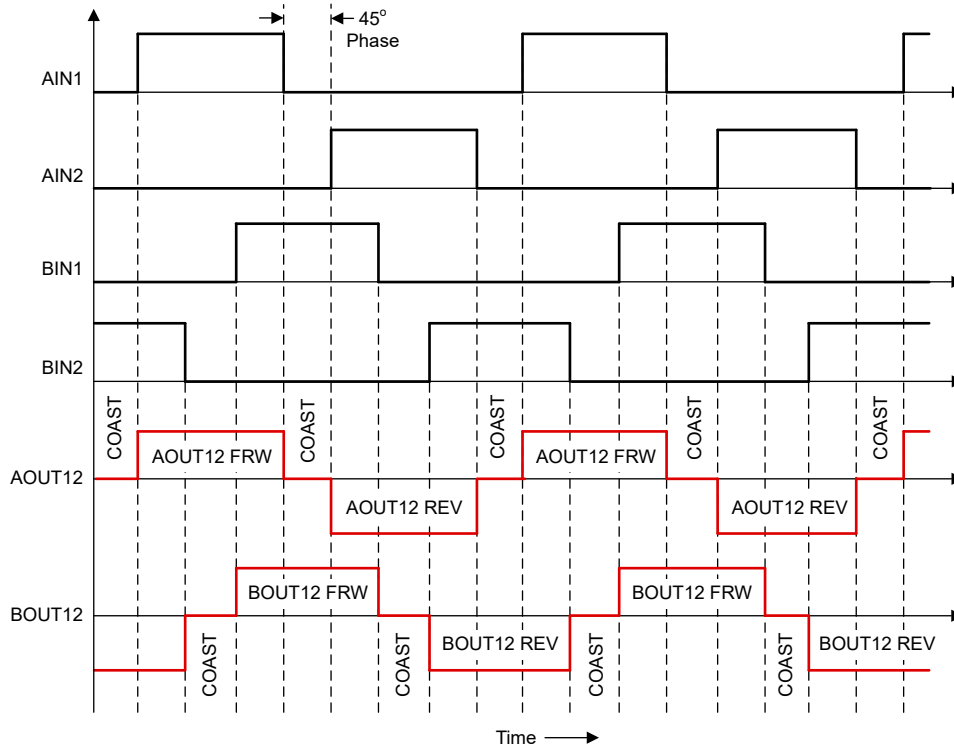 45°
Phase
AIN1
AIN2
BIN1
BIN2
COAST
COAST
COAST
COAST
COAST
AOUT12 FRW
AOUT12 FRW
AOUT12
AOUT12 REV
AOUT12 REV
BOUT12 FRW
BOUT12 FRW
BOUT12
COAST
COAST
COAST
COAST
BOUT12 REV
BOUT12 REV
Time